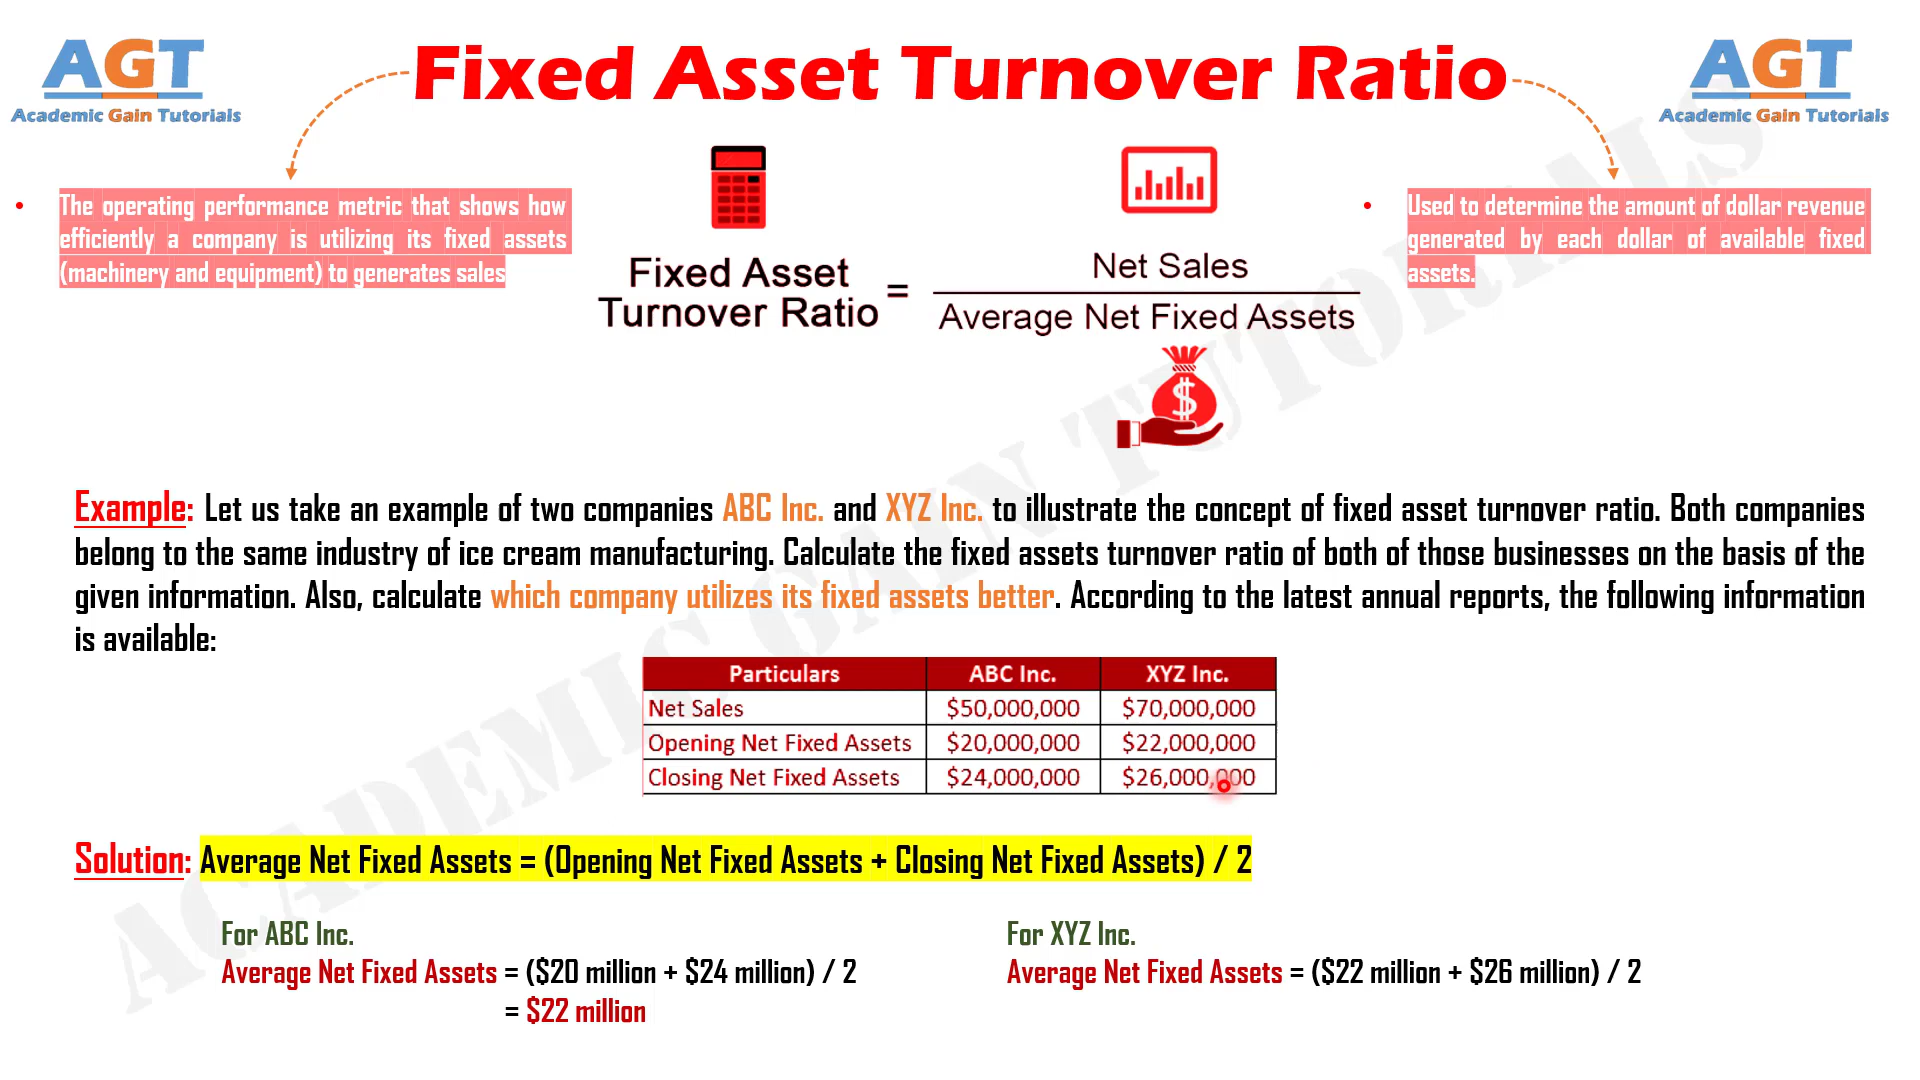 AGT
Academic Gain Tutorials
Fixed Asset Turnover Ratio
AGT
Academic Gain Tutorials
• The operating performance metric that shows how
efficiently a company is utilizing its fixed assets
(machinery and equipment) to generates sales
Fixed Asset
Turnover Ratio
=
Net Sales
Average Net Fixed Assets
$
• Used to determine the amount of dollar revenue
generated by each dollar of available fixed
assets.
Example: Let us take an example of two companies ABC Inc. and XYZ Inc. to illustrate the concept of fixed asset turnover ratio. Both companies
belong to the same industry of ice cream manufacturing. Calculate the fixed assets turnover ratio of both of those businesses on the basis of the
given information. Also, calculate which company utilizes its fixed assets better. According to the latest annual reports, the following information
is available:
Particulars ABC Inc. XYZ Inc.
Net Sales $50,000,000 $70,000,000
Opening Net Fixed Assets $20,000,000 $22,000,000
Closing Net Fixed Assets $24,000,000 $26,000,000
Solution: Average Net Fixed Assets = (Opening Net Fixed Assets + Closing Net Fixed Assets) / 2
For ABC Inc.
Average Net Fixed Assets = ($20 million + $24 million) / 2
= $22 million
For XYZ Inc.
Average Net Fixed Assets = ($22 million + $26 million) / 2
ACADEMIC GAIN TUTORIALS